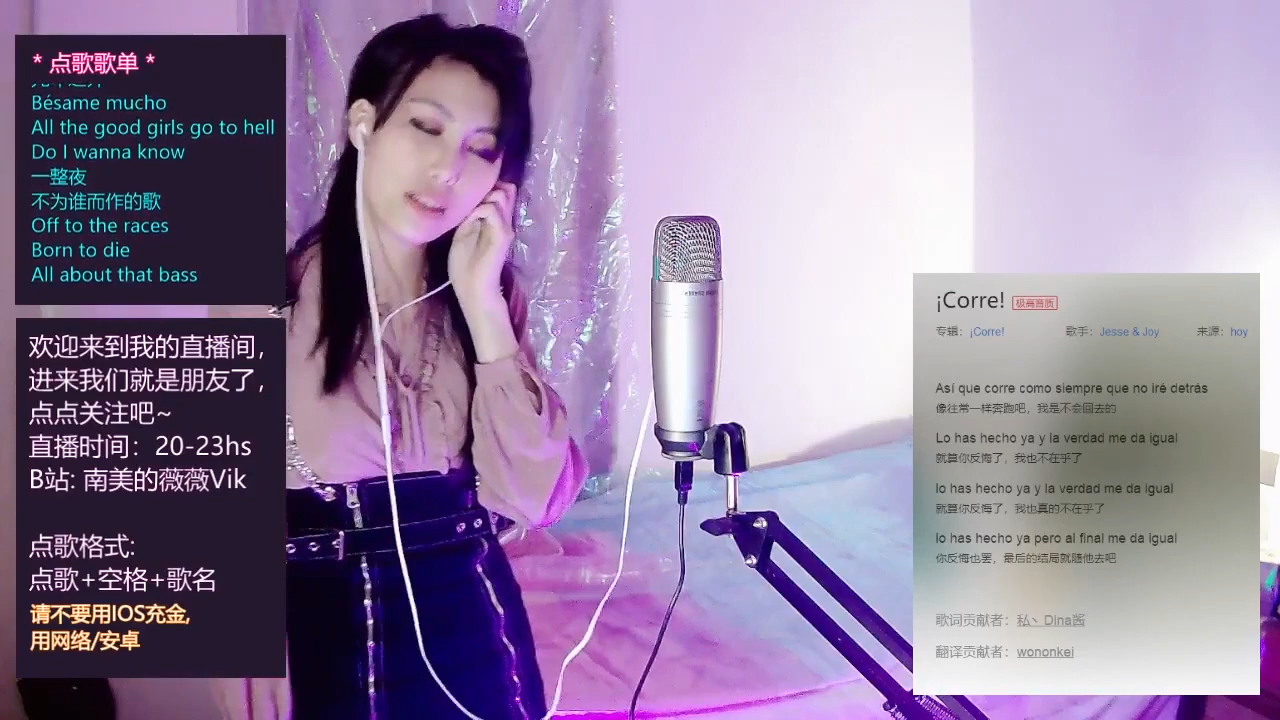 * 点歌歌单 *
Bésame mucho
All the good girls go to hell
Do I wanna know
一整夜
不为谁而作的歌
Off to the races
Born to die
All about that bass
欢迎来到我的直播间，
进来我们就是朋友了，
点点关注吧~
直播时间：20-23hs
B站: 南美的薇薇Vik
点歌格式:
点歌+空格+歌名
请不要用IOS充金,
用网络/安卓
¡Corre! 极高音质
专辑：¡Corre! 歌手：Jesse & Joy 来源：hoy
Así que corre como siempre que no iré detrás
像往常一样奔跑吧，我是不会回去的
Lo has hecho ya y la verdad me da igual
就算你反悔了，我也不在乎了
lo has hecho ya y la verdad me da igual
就算你反悔了，我也真的不在乎了
lo has hecho ya pero al final me da igual
你反悔也罢，最后的结局就随他去吧
歌词贡献者：私丶Dina酱
翻译贡献者：wononkei